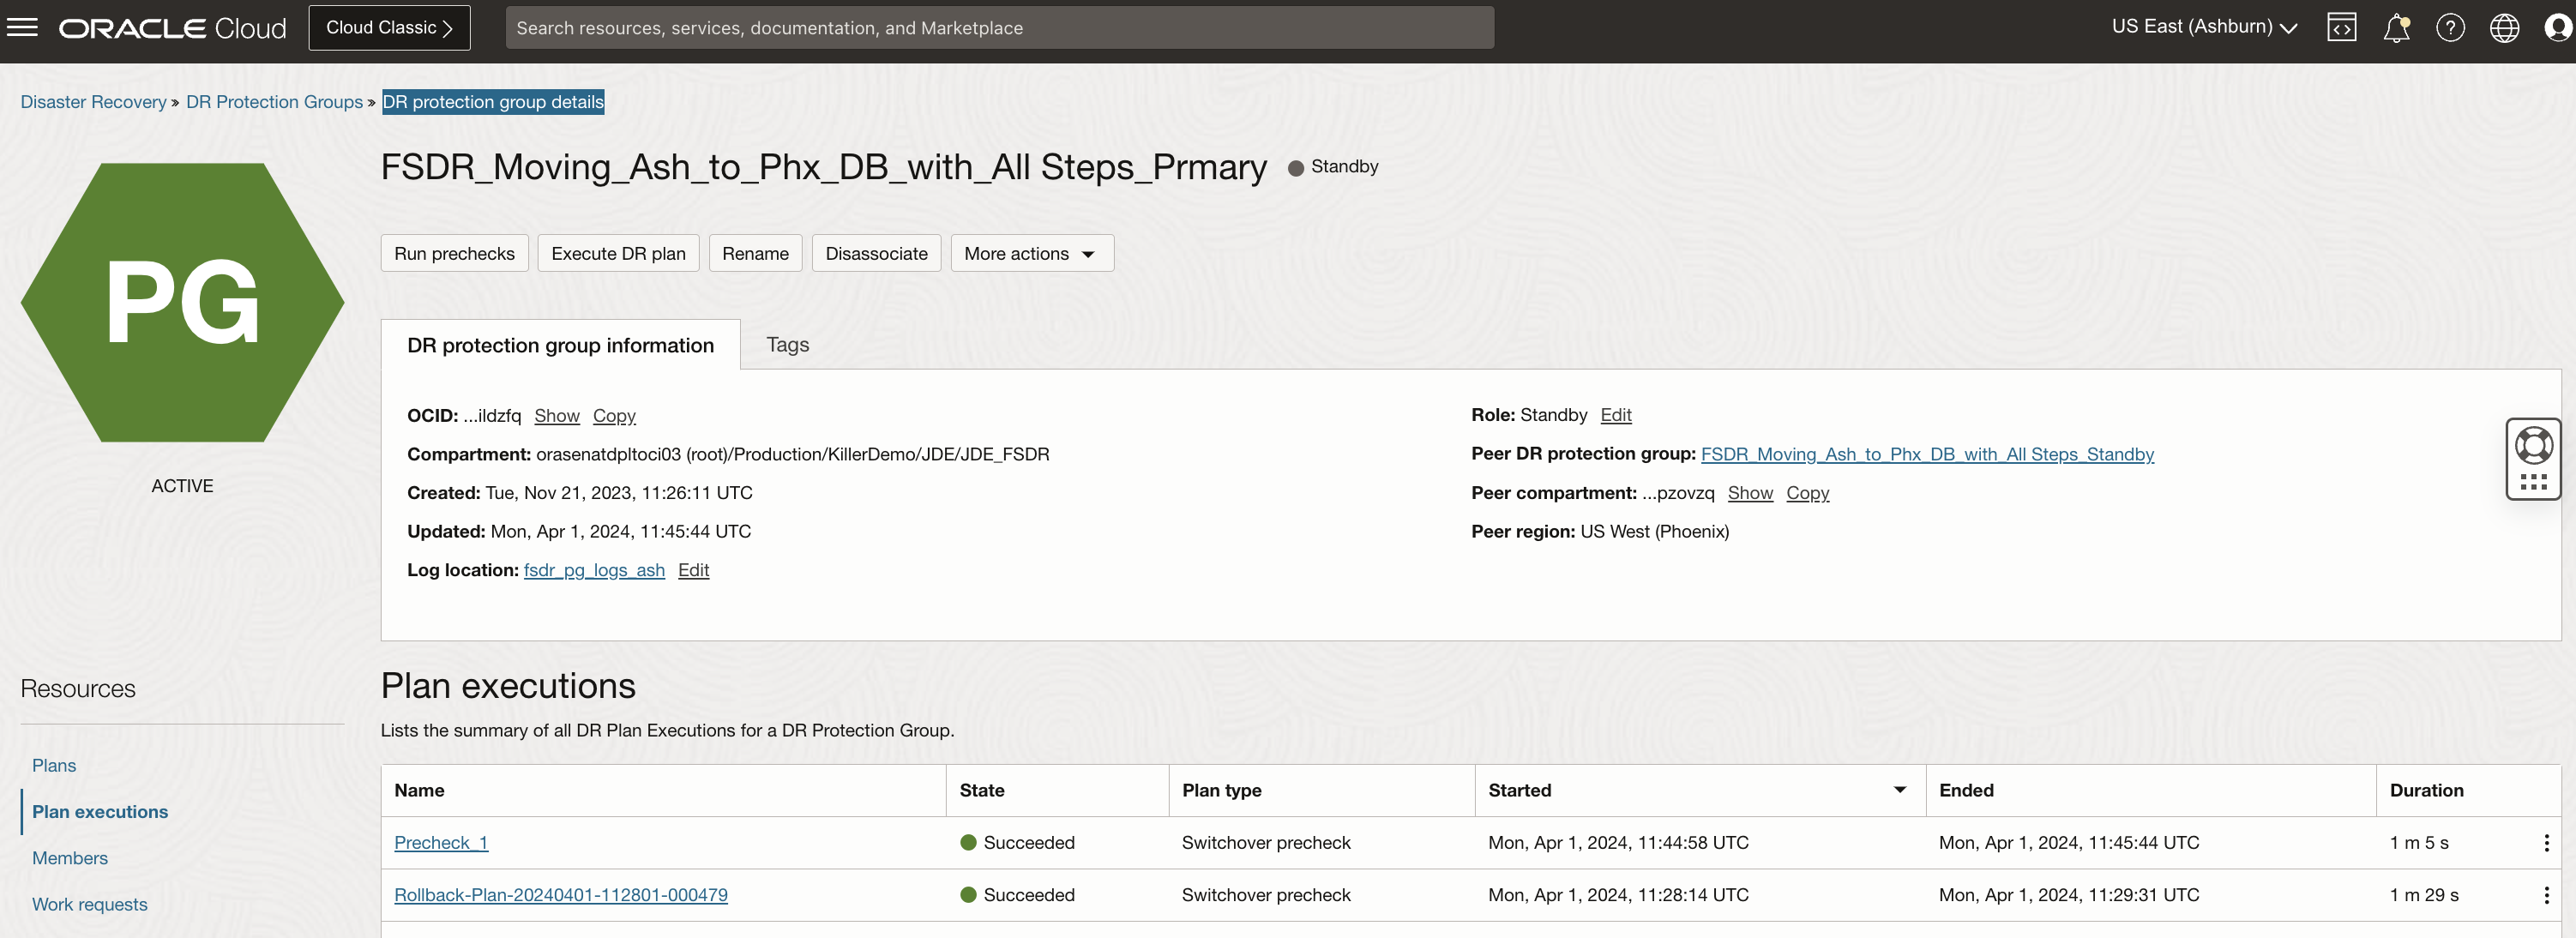 ORACLE Cloud
Cloud Classic
Search resources, services, documentation, and Marketplace
US East (Ashburn)
Disaster Recovery » DR Protection Groups » DR protection group details
PG
ACTIVE
FSDR_Moving_Ash_to_Phx_DB_with_All Steps_Prmary
Standby
Run prechecks
Execute DR plan
Rename
Disassociate
More actions
DR protection group information
Tags
OCID: ...ildzfq Show Copy
Compartment: orasenatdpltoci03 (root)/Production/KillerDemo/JDE/JDE_FSDR
Created: Tue, Nov 21, 2023, 11:26:11 UTC
Updated: Mon, Apr 1, 2024, 11:45:44 UTC
Log location: fsdr_pg_logs_ash Edit
Role: Standby Edit
Peer DR protection group: FSDR_Moving_Ash_to_Phx_DB_with_All Steps_Standby
Peer compartment: ...pzovzq Show Copy
Peer region: US West (Phoenix)
Resources
Plans
Plan executions
Members
Work requests
Plan executions
Lists the summary of all DR Plan Executions for a DR Protection Group.
Name State Plan type Started Ended Duration
Precheck_1 Succeeded Switchover precheck Mon, Apr 1, 2024, 11:44:58 UTC Mon, Apr 1, 2024, 11:45:44 UTC 1 m 5 s
Rollback-Plan-20240401-112801-000479 Succeeded Switchover precheck Mon, Apr 1, 2024, 11:28:14 UTC Mon, Apr 1, 2024, 11:29:31 UTC 1 m 29 s